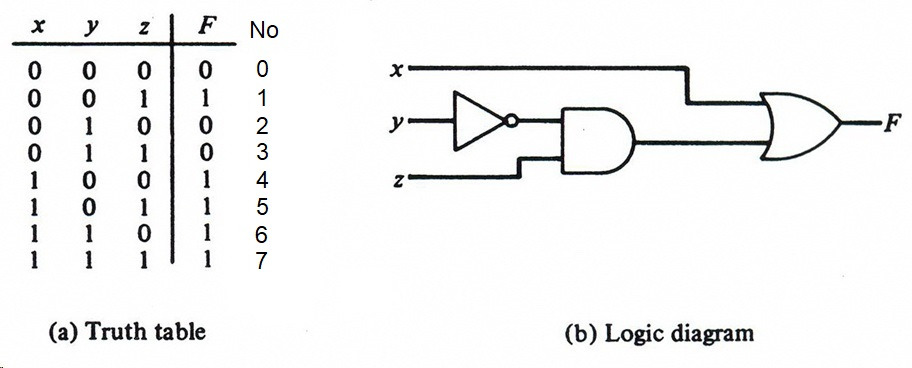 x y z F No
0 0 0 0 0
0 0 1 1 1
0 1 0 0 2
0 1 1 0 3
1 0 0 1 4
1 0 1 1 5
1 1 0 1 6
1 1 1 1 7
(a) Truth table
x
y
z
F
(b) Logic diagram